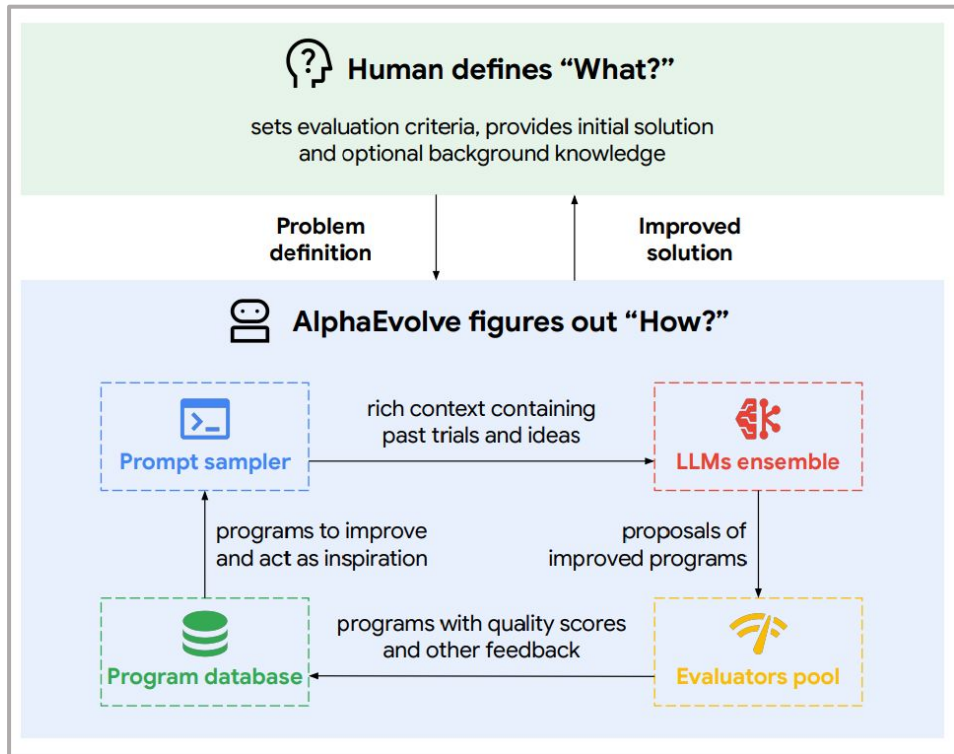 Human defines “What?”
sets evaluation criteria, provides initial solution
and optional background knowledge
Problem
definition
Improved
solution
AlphaEvolve figures out “How?”
Prompt sampler
rich context containing
past trials and ideas
LLMs ensemble
programs to improve
and act as inspiration
proposals of
improved programs
Program database
programs with quality scores
and other feedback
Evaluators pool